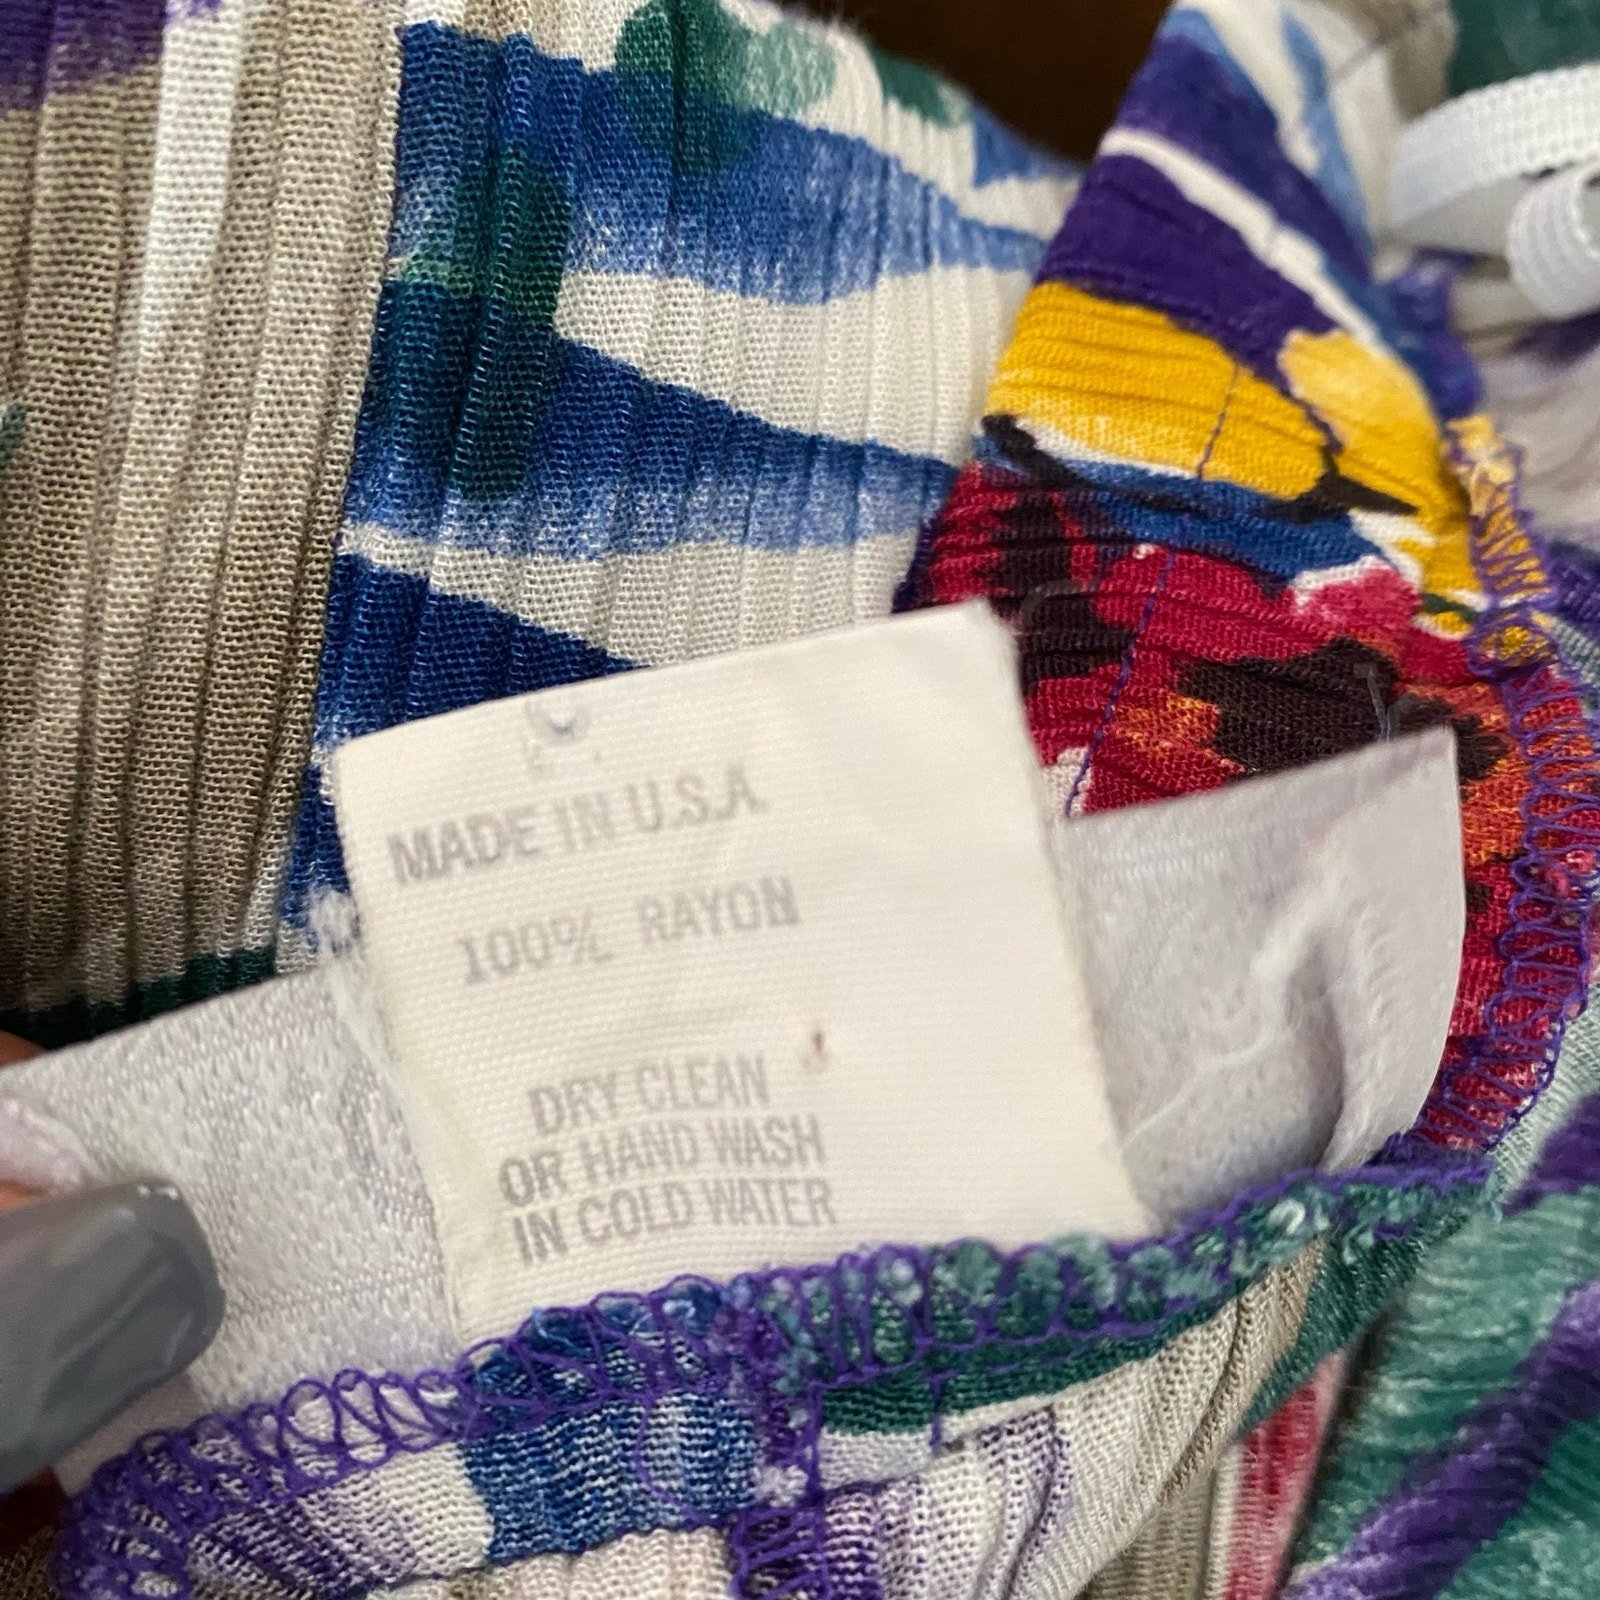 MADE IN U.S.A.
100% RAYON
DRY CLEAN
OR HAND WASH
IN COLD WATER